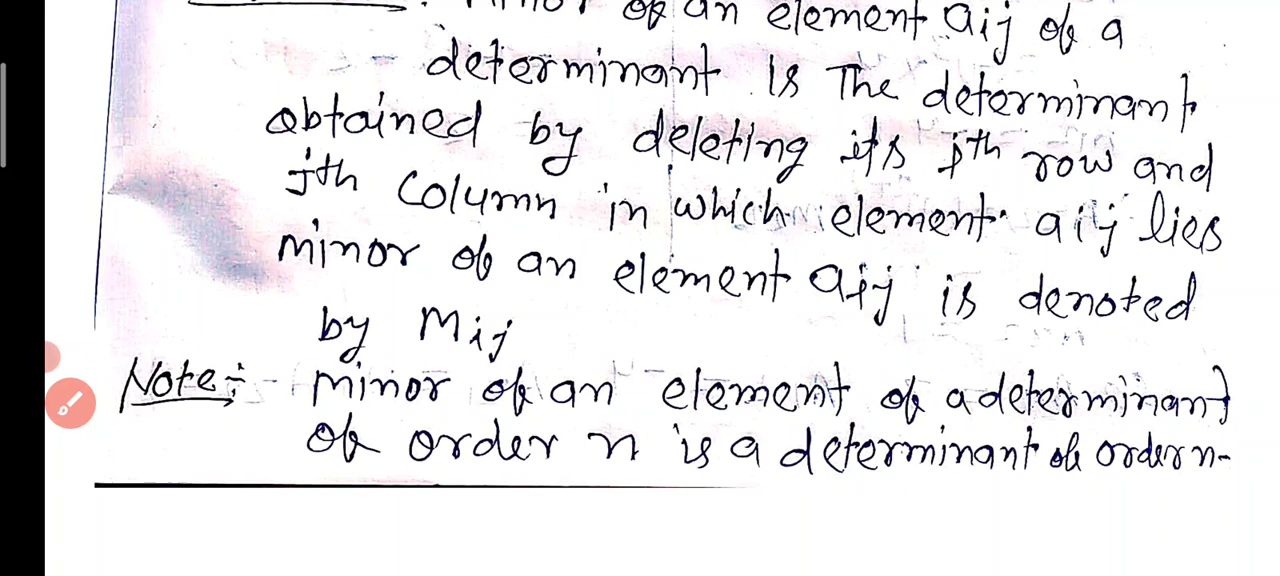 Minor of an element aij of a
determinant is The determinant
obtained by deleting its ith row and
jth column in which element aij lies
minor of an element aij is denoted
by Mij
Note:- minor of an element of a determinant
of order n is a determinant of order n-